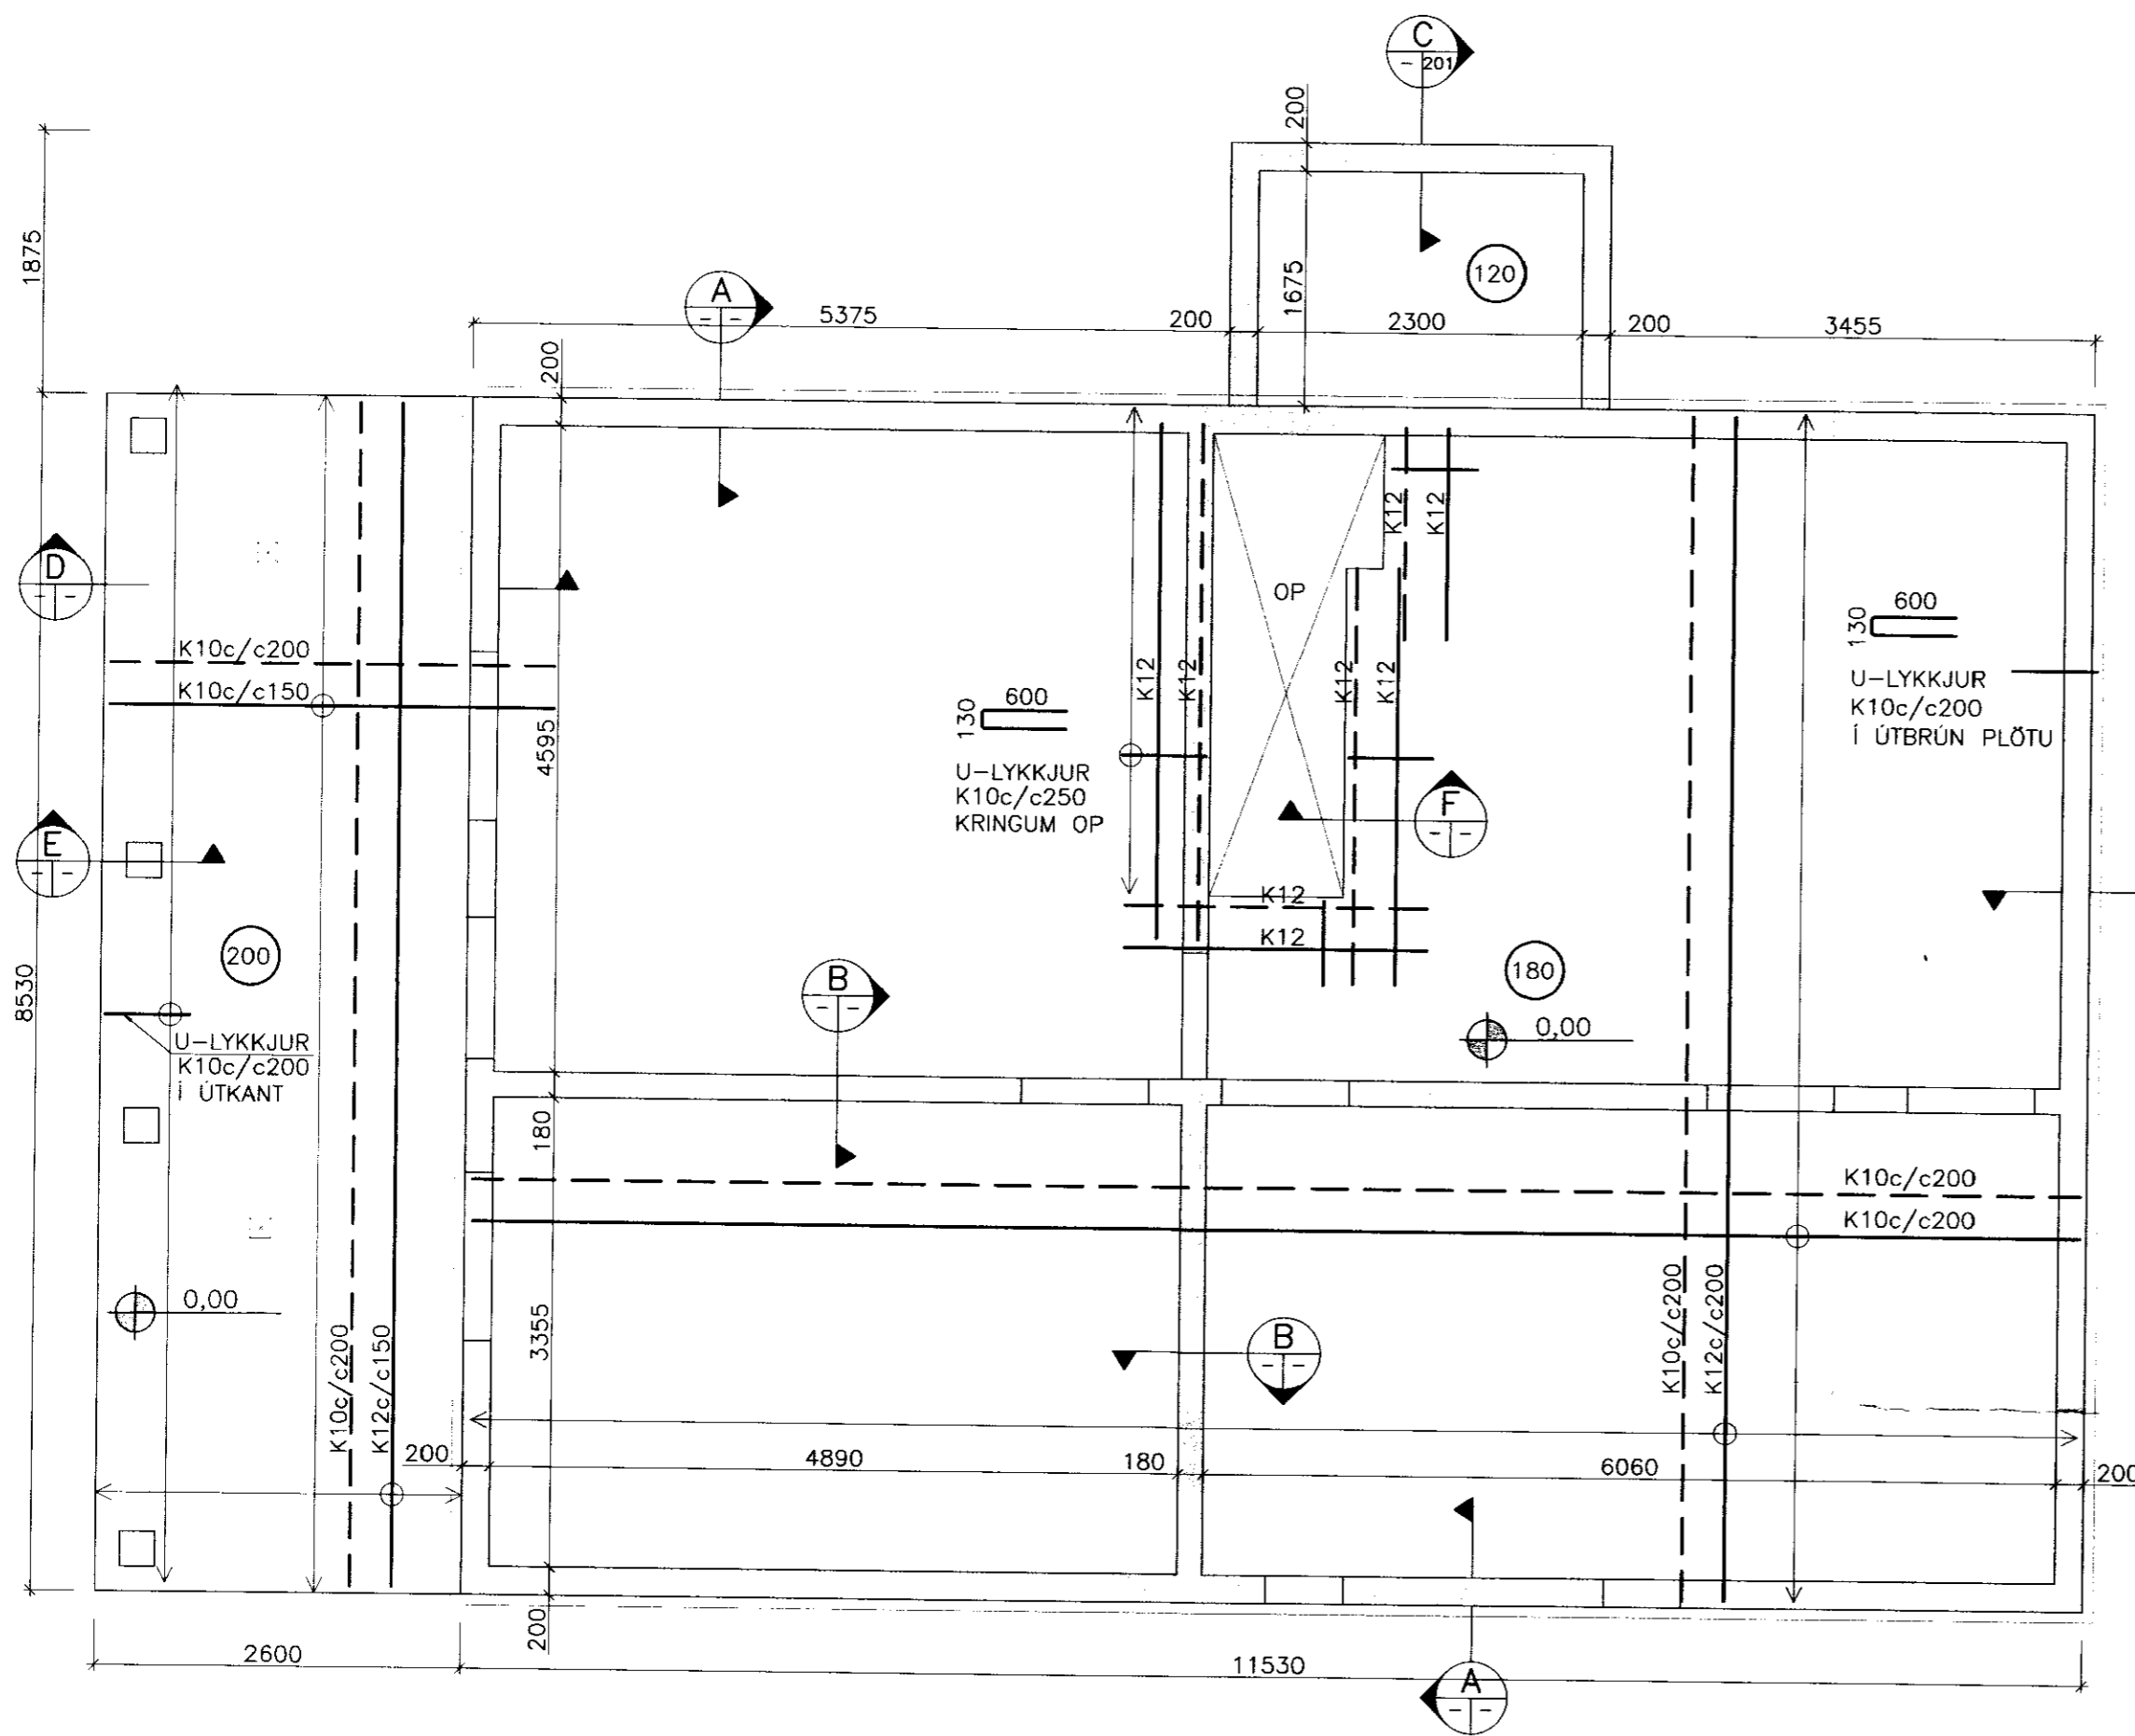 C
- 201
200
1875
1675
120
A
- -
5375
200
2300
200
3455
200
D
- -
K12
K12
OP
600
130
U-LYKKJUR
K10c/c200
Í ÚTBRÚN PLÖTU
K10c/c200
K10c/c150
4595
K12
K12
K12
K12
600
130
U-LYKKJUR
K10c/c250
KRINGUM OP
F
- -
E
- -
K12
K12
200
180
B
- -
8530
0,00
U-LYKKJUR
K10c/c200
Í ÚTKANT
180
K10c/c200
K10c/c200
0,00
K10c/c200
K12c/c150
3355
B
- -
K10c/c200
K12c/c200
200
4890
180
6060
200
200
2600
11530
A
- -